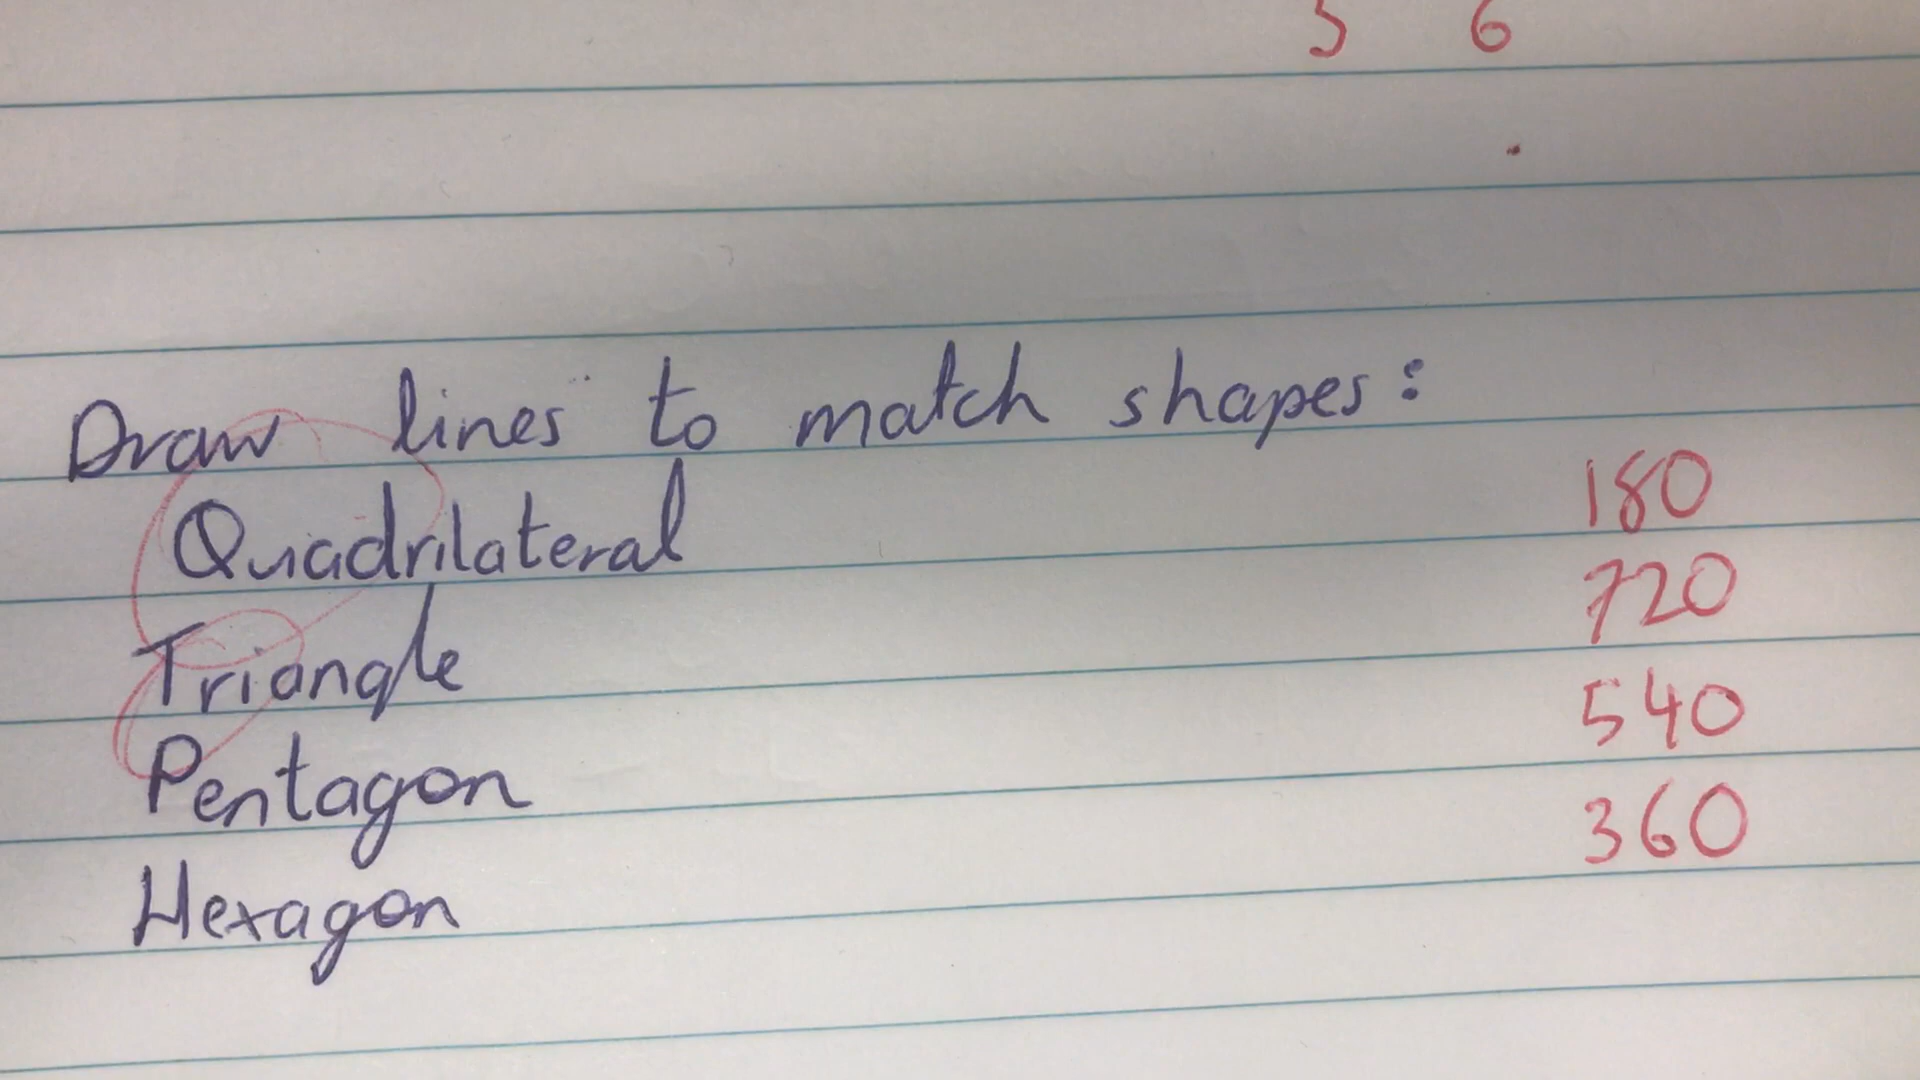 5 6
Draw lines to match shapes:
Quadrilateral 180
Triangle 720
Pentagon 540
Hexagon 360